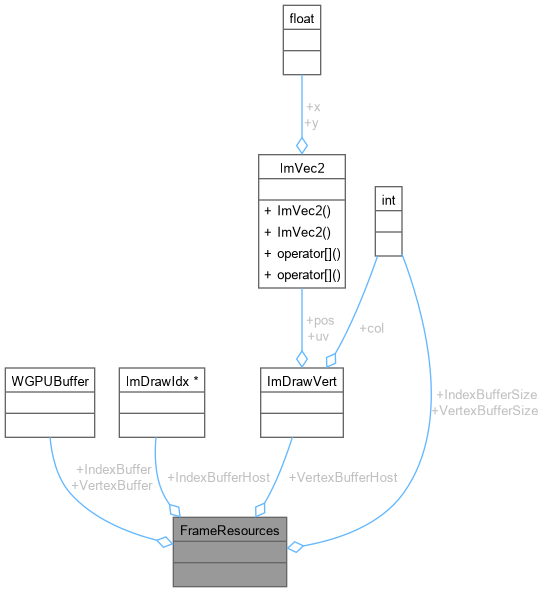 float
+x
+y
ImVec2
+ ImVec2()
+ ImVec2()
+ operator[]()
+ operator[]()
int
+pos
+uv
+col
WGPUBuffer
ImDrawIdx *
ImDrawVert
+IndexBufferSize
+VertexBufferSize
+IndexBuffer
+VertexBuffer
+IndexBufferHost
+VertexBufferHost
FrameResources